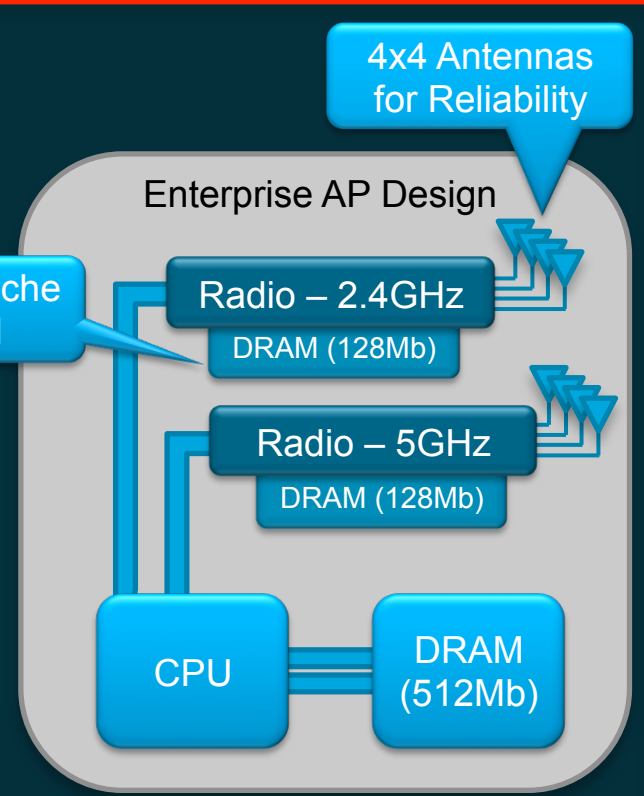 4x4 Antennas
for Reliability
Enterprise AP Design
Radio – 2.4GHz
DRAM (128Mb)
Radio – 5GHz
DRAM (128Mb)
CPU
DRAM
(512Mb)